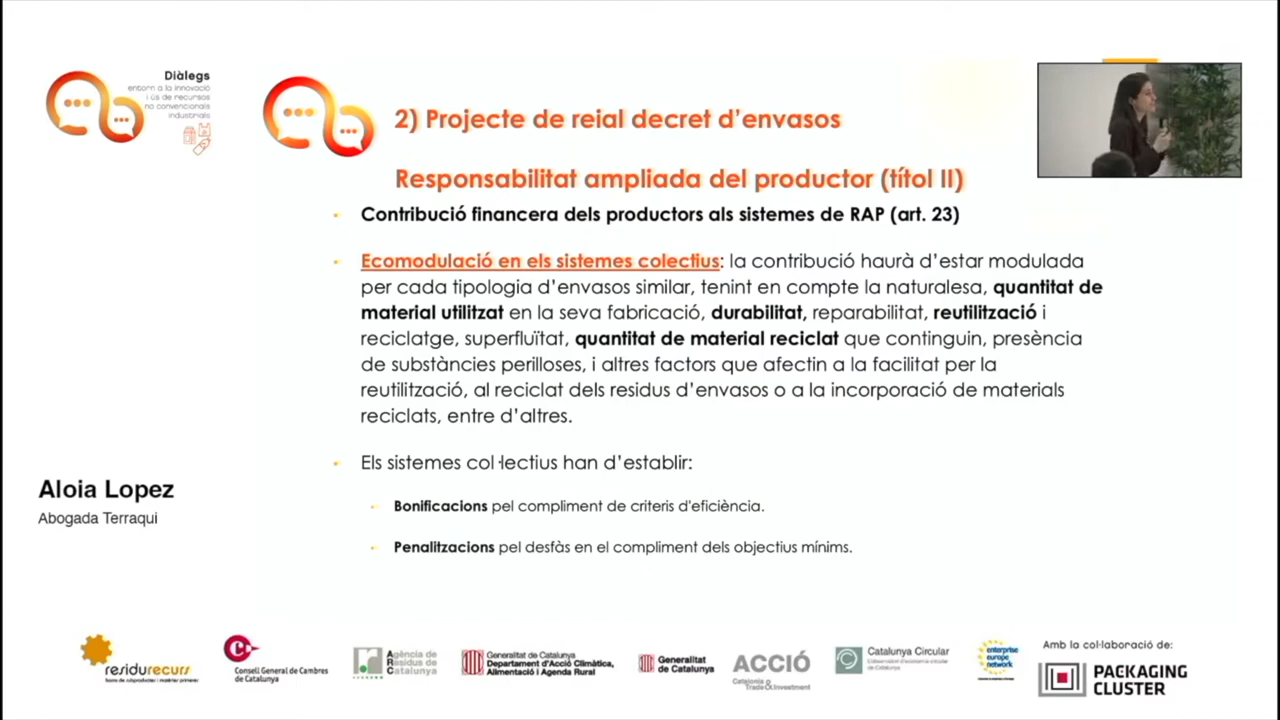 Diàlegs
entorn a la innovació
i ús de recursos
no convencionals
industrials
2) Projecte de reial decret d'envasos
Responsabilitat ampliada del productor (títol II)
Contribució financera dels productors als sistemes de RAP (art. 23)
Ecomodulació en els sistemes colectius: la contribució haurà d'estar modulada
per cada tipologia d'envasos similar, tenint en compte la naturalesa, quantitat de
material utilitzat en la seva fabricació, durabilitat, reparabilitat, reutilització i
reciclatge, superfluïtat, quantitat de material reciclat que continguin, presència
de substàncies perilloses, i altres factors que afectin a la facilitat per la
reutilització, al reciclat dels residus d'envasos o a la incorporació de materials
reciclats, entre d'altres.
Els sistemes col·lectius han d'establir:
Bonificacions pel compliment de criteris d'eficiència.
Penalitzacions pel desfàs en el compliment dels objectius mínims.
Aloia Lopez
Abogada Terraqui
residurecurs
Consell General de Cambres
de Catalunya
Agència de
Residus de
Catalunya
Generalitat de Catalunya
Departament d'Acció Climàtica,
Alimentació i Agenda Rural
Generalitat
de Catalunya
ACCIÓ
Catalonia
Trade & Investment
Catalunya Circular
enterprise
europe
network
Amb la col·laboració de:
PACKAGING
CLUSTER